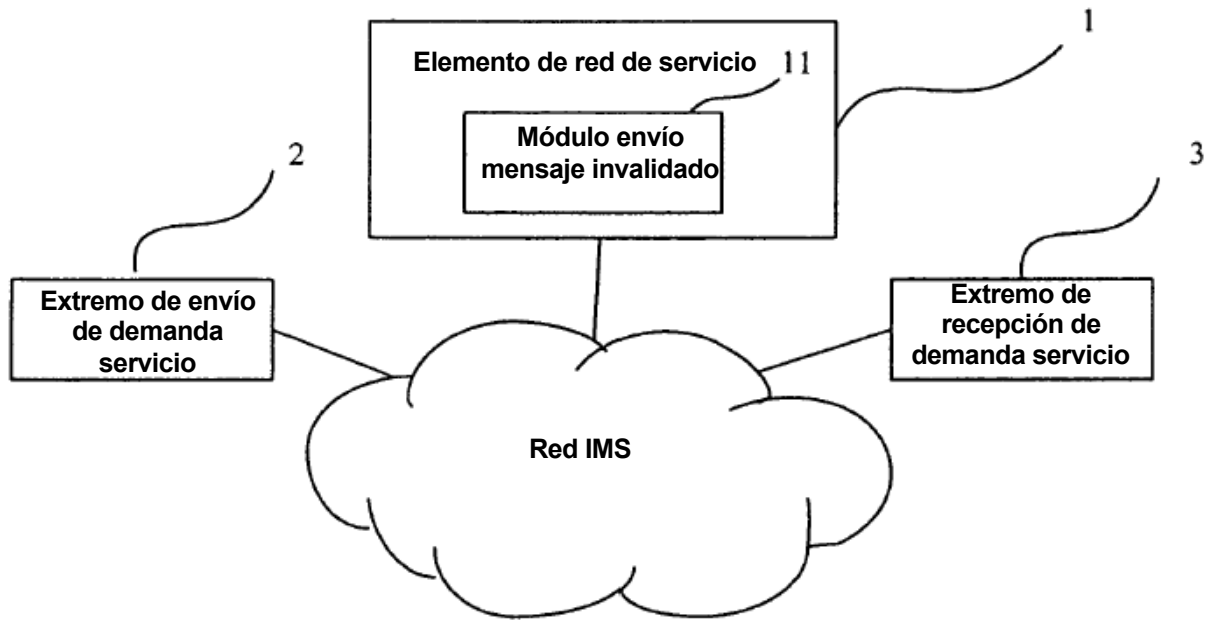 1
Elemento de red de servicio
11
Módulo envío
mensaje invalidado
2
3
Extremo de envío
de demanda
servicio
Extremo de
recepción de
demanda servicio
Red IMS